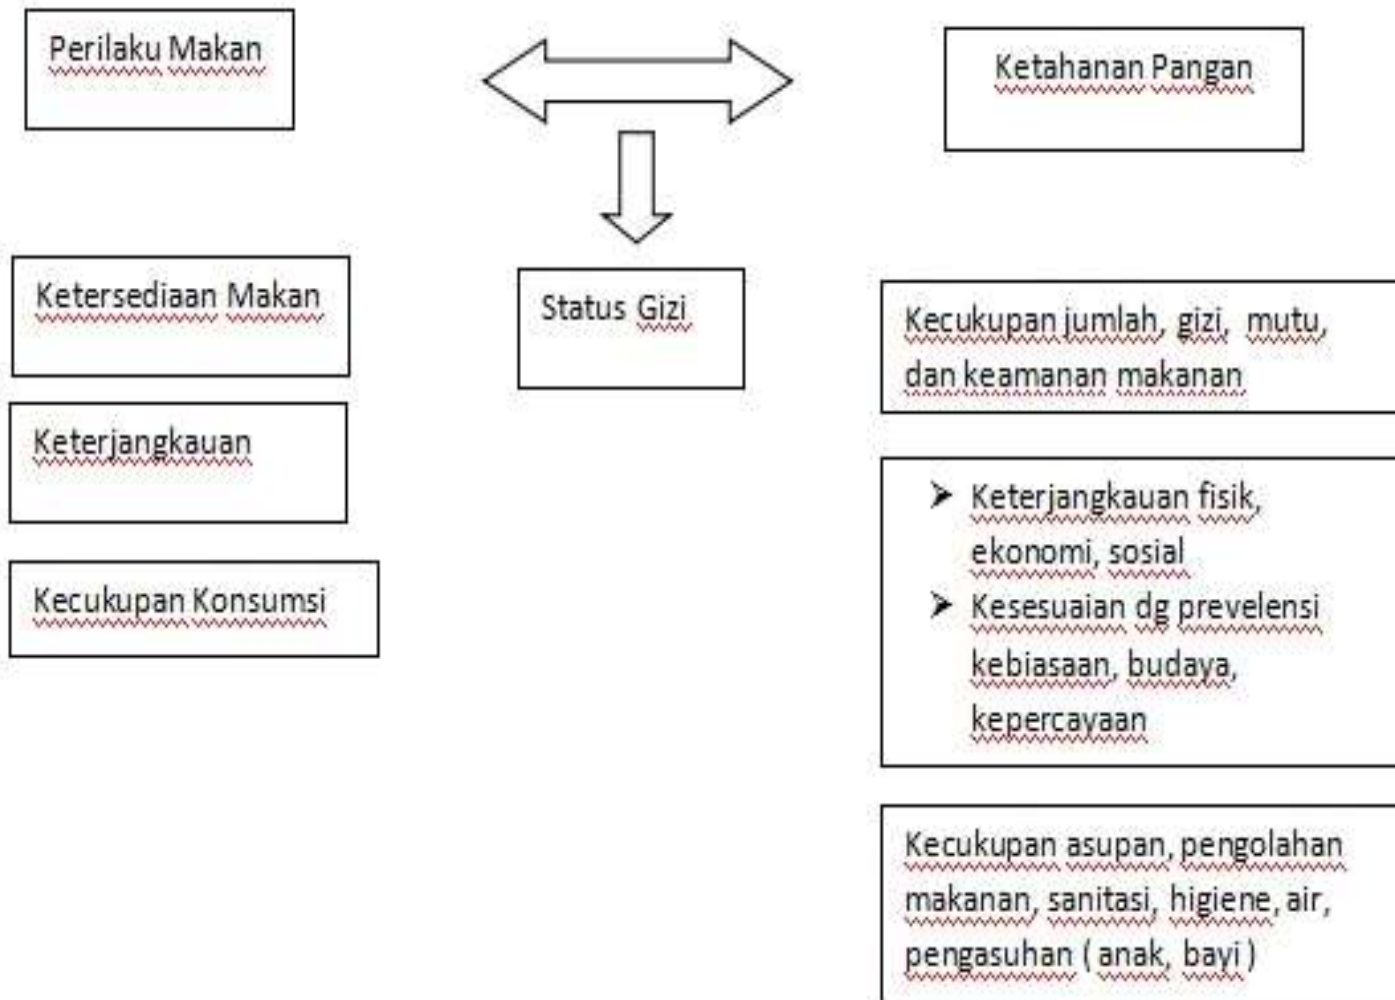 Perilaku Makan
Ketahanan Pangan
Ketersediaan Makan
Status Gizi
Kecukupan jumlah, gizi, mutu,
dan keamanan makanan
Keterjangkauan
➤ Keterjangkauan fisik,
ekonomi, sosial
➤ Kesesuaian dg prevelensi
kebiasaan, budaya,
kepercayaan
Kecukupan Konsumsi
Kecukupan asupan, pengolahan
makanan, sanitasi, higiene, air,
pengasuhan ( anak, bayi )